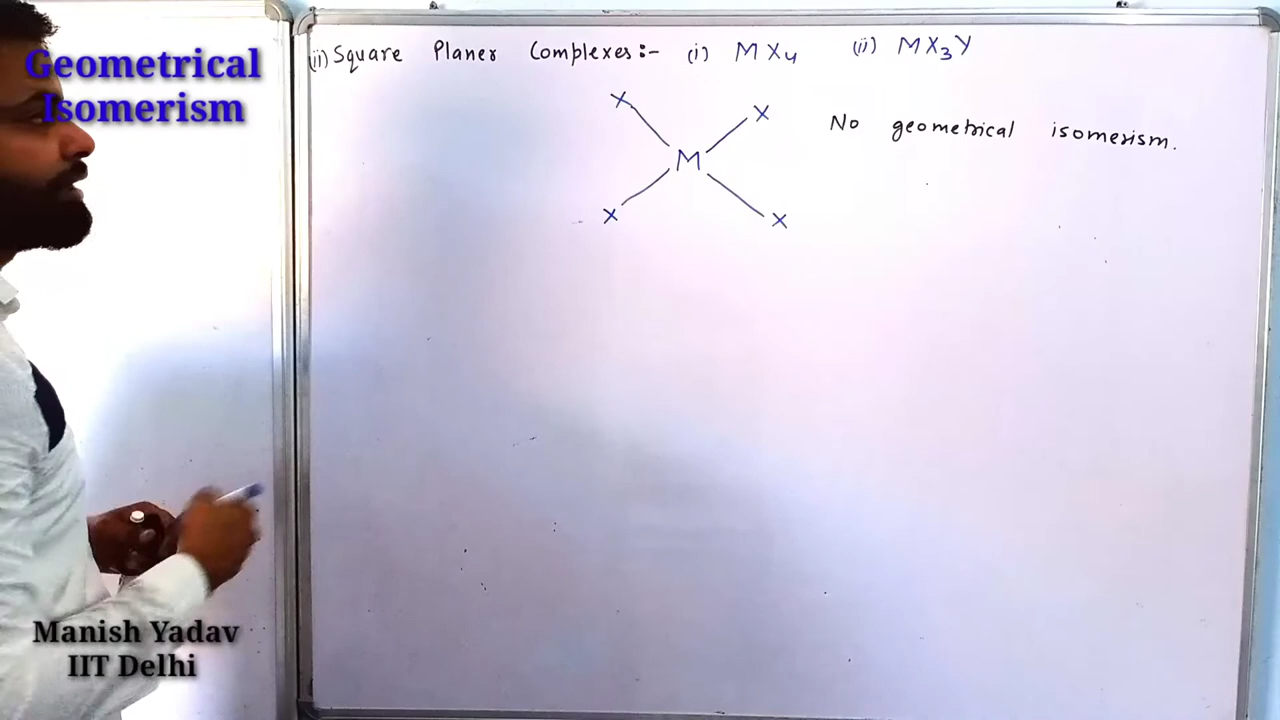 Geometrical
Isomerism
(ii) Square Planer Complexes:- (i) MX4 (ii) MX3Y
X X
M
X X
No geometrical isomerism.
Manish Yadav
IIT Delhi